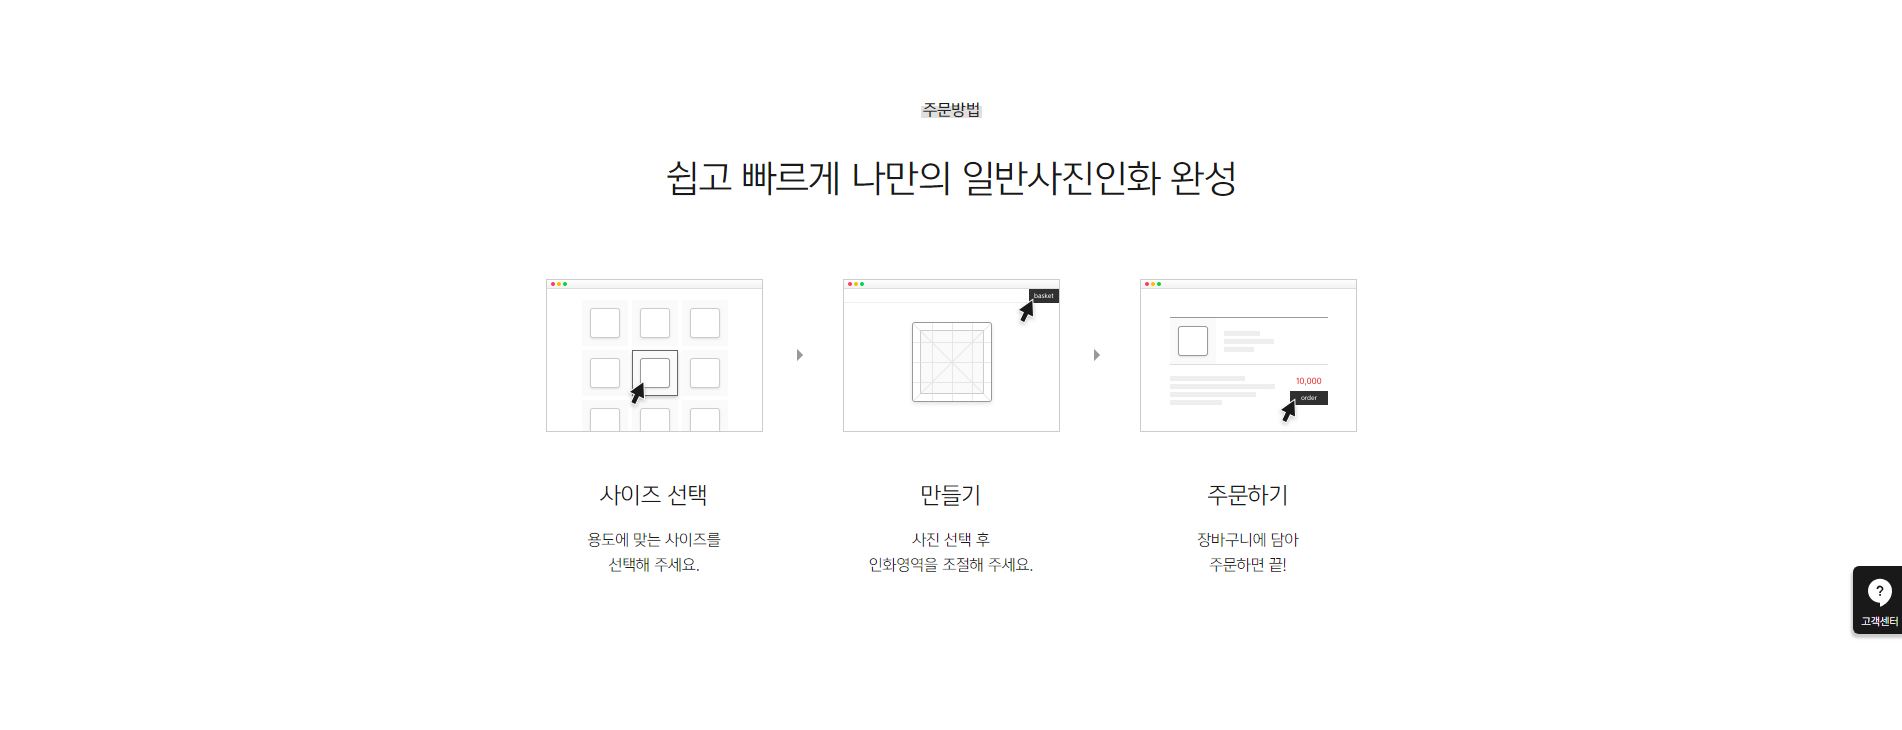 주문방법
쉽고 빠르게 나만의 일반사진인화 완성
basket
10,000
order
사이즈 선택
만들기
주문하기
용도에 맞는 사이즈를
선택해 주세요.
사진 선택 후
인화영역을 조절해 주세요.
장바구니에 담아
주문하면 끝!
?
고객센터